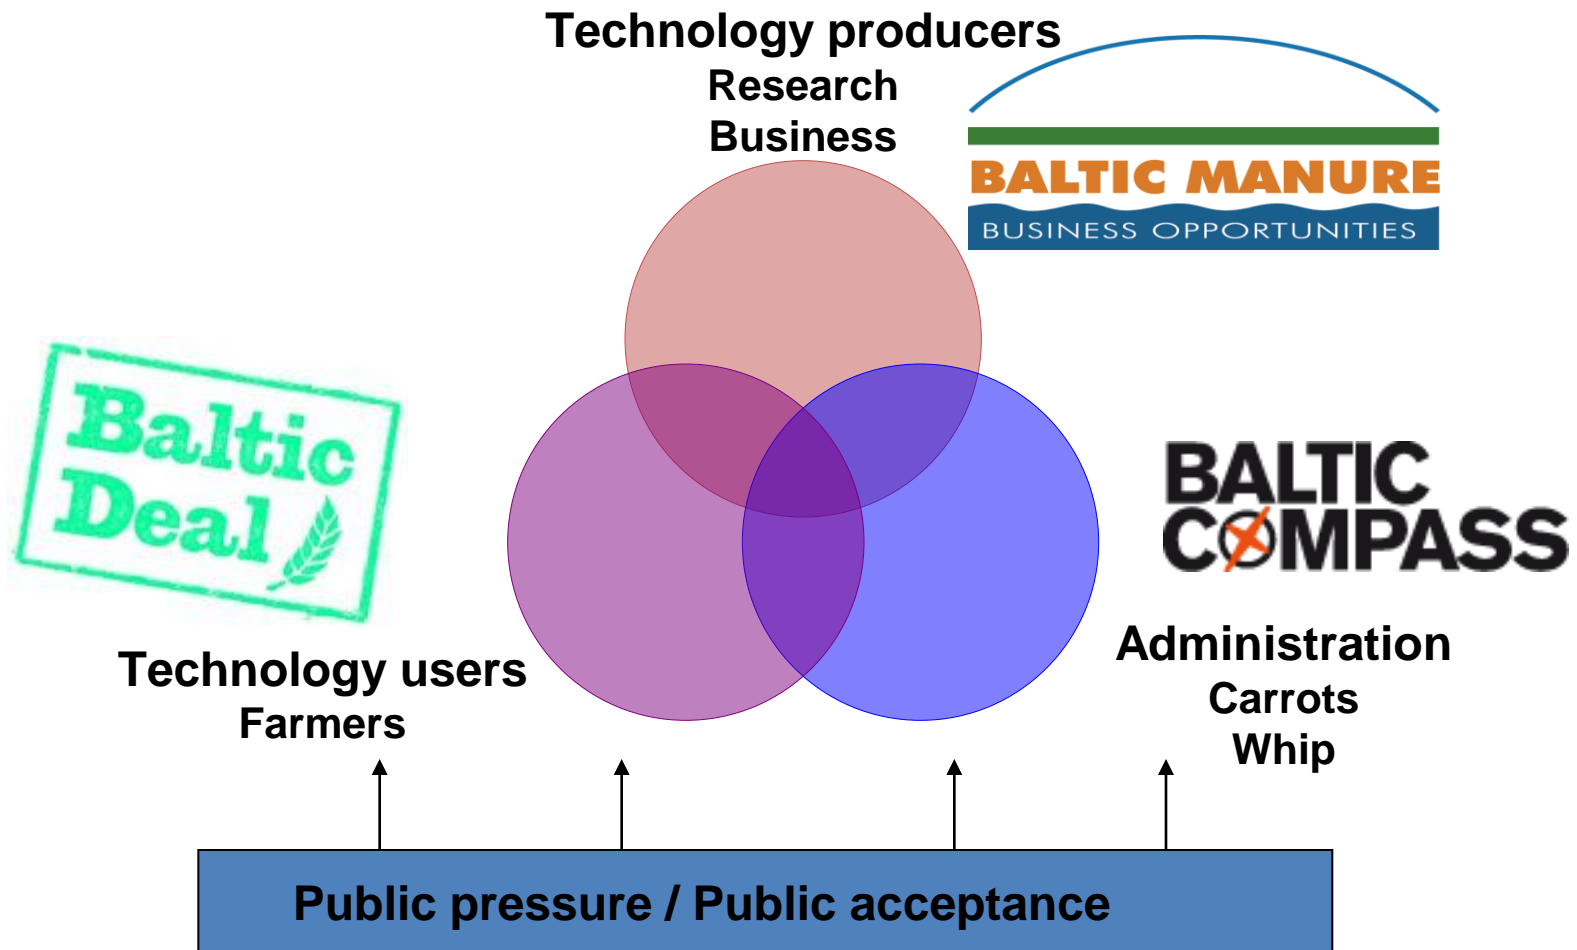 Technology producers
Research
Business
BALTIC MANURE
BUSINESS OPPORTUNITIES
Baltic
Deal
BALTIC
COMPASS
Technology users
Farmers
Administration
Carrots
Whip
Public pressure / Public acceptance